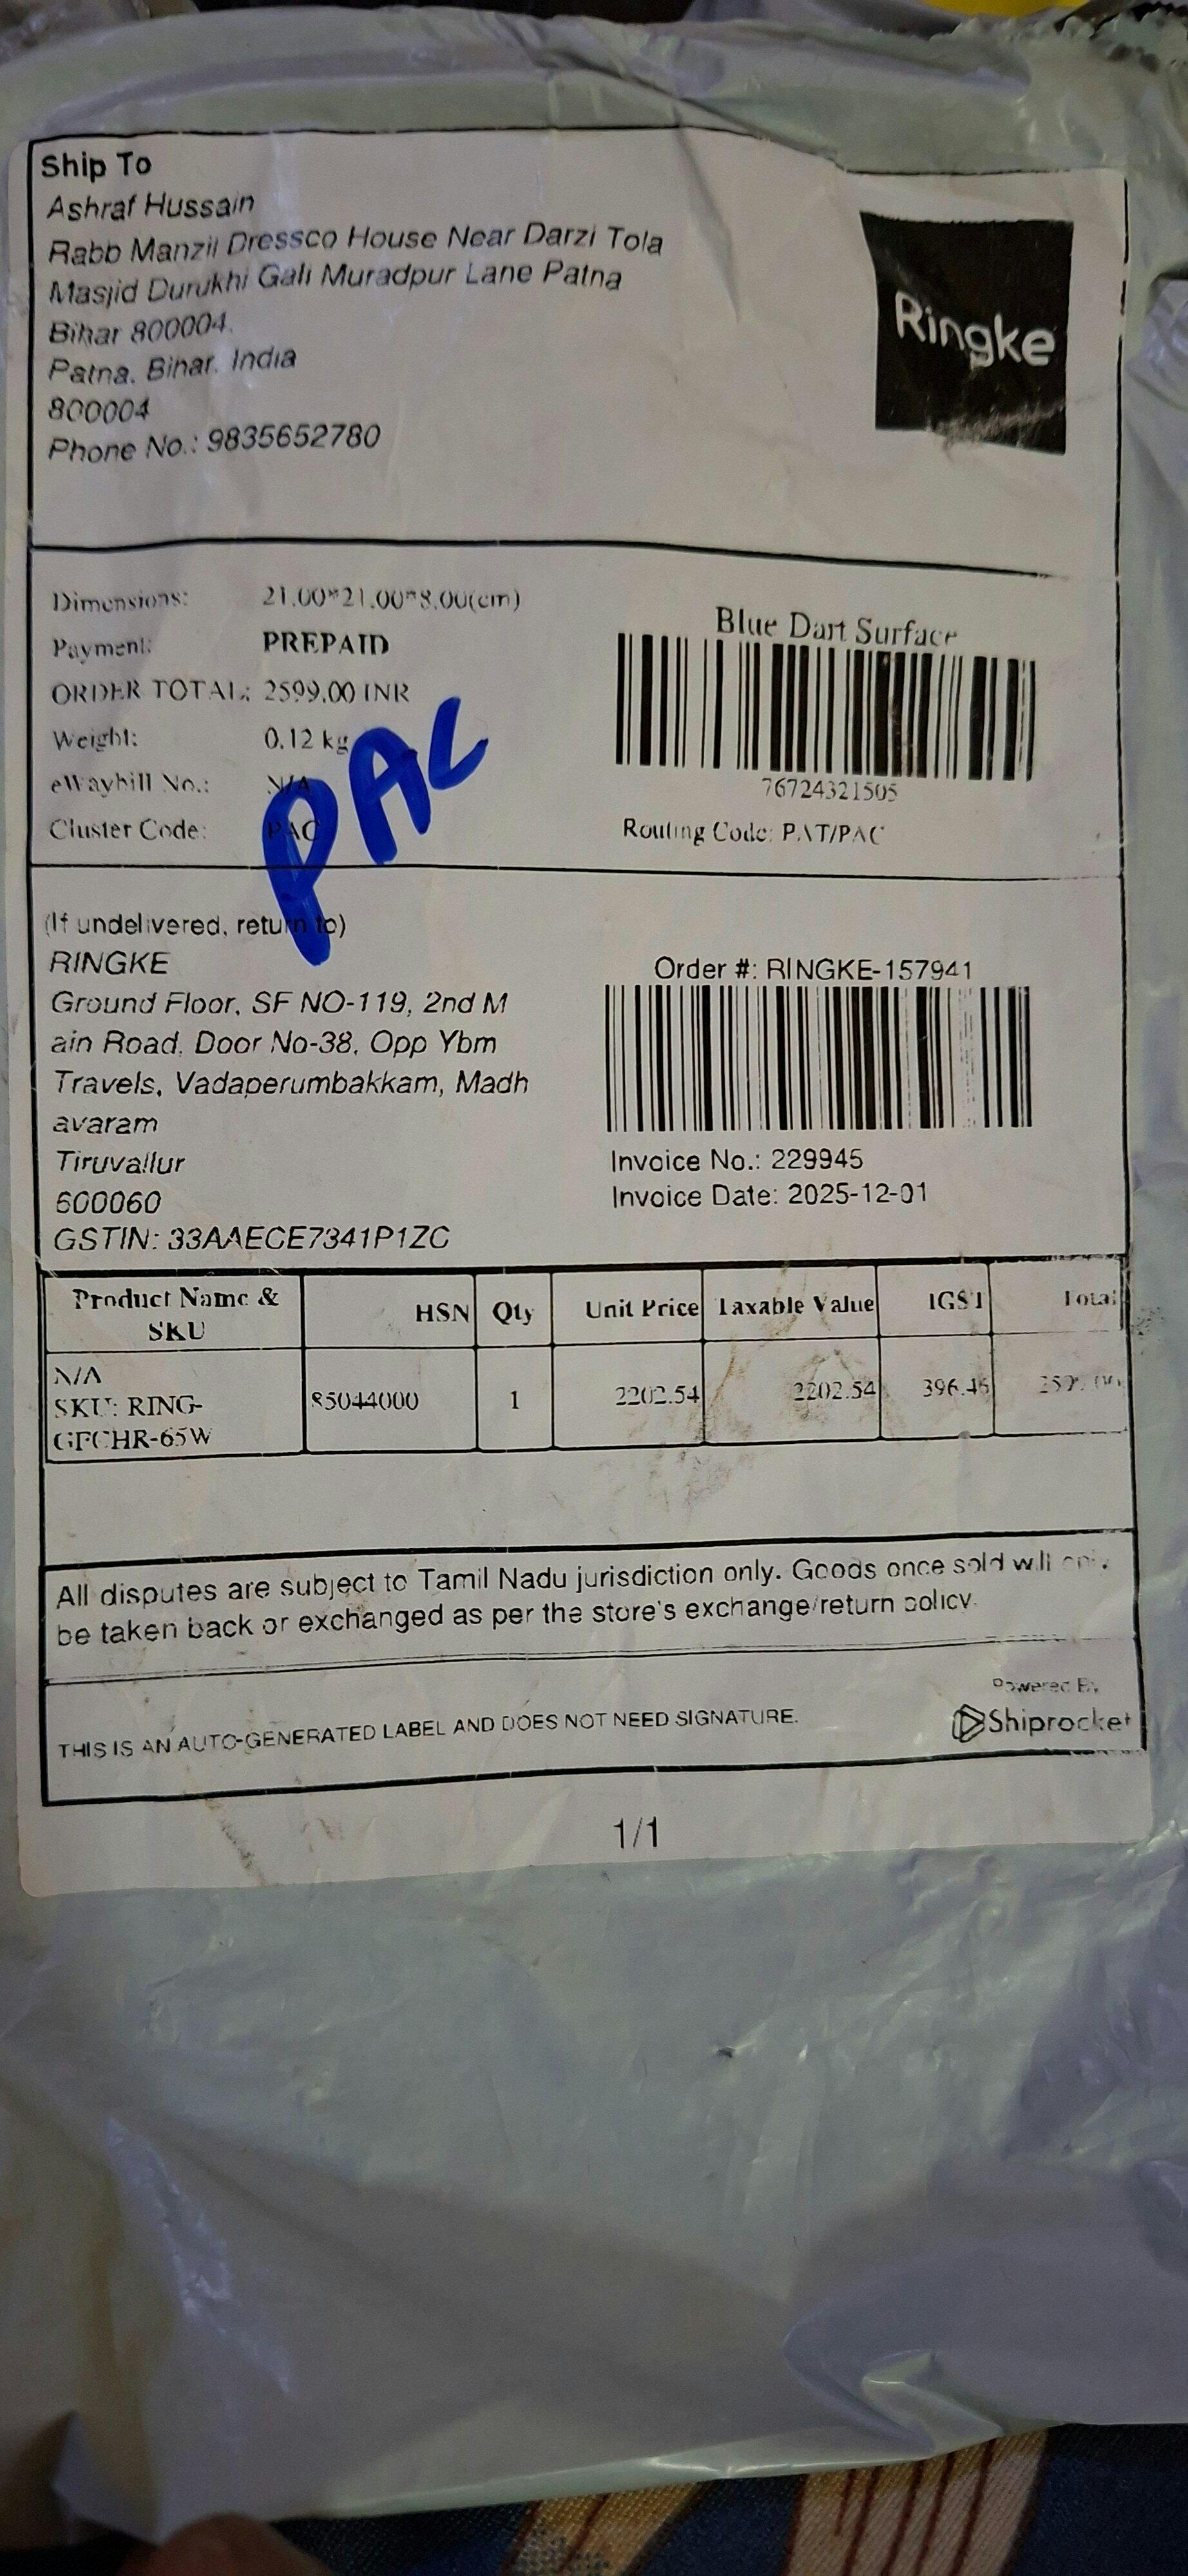 Ship To
Ashraf Hussain
Rabb Manzil Dressco House Near Darzi Tola
Masjid Durukhi Gali Muradpur Lane Patna
Bihar 800004,
Patna, Bihar, India
800004
Phone No.: 9835652780
Ringke
Dimensions: 21.00*21.00*8.00(cm)
Payment: PREPAID
ORDER TOTAL: 2599.00 INR
Weight: 0.12 kg
eWaybill No.: N/A
Cluster Code: PAC
PAC
Blue Dart Surface
76724321505
Routing Code: PAT/PAC
(If undelivered, return to)
RINGKE
Ground Floor, SF NO-119, 2nd M
ain Road, Door No-38, Opp Ybm
Travels, Vadaperumbakkam, Madh
avaram
Tiruvallur
600060
GSTIN: 33AAECE7341P1ZC
Order #: RINGKE-157941
Invoice No.: 229945
Invoice Date: 2025-12-01
Product Name & SKU HSN Qty Unit Price Taxable Value IGST Total
N/A
SKU: RING-
GFCHR-65W 85044000 1 2202.54 2202.54 396.46 2599.00
All disputes are subject to Tamil Nadu jurisdiction only. Goods once sold will only
be taken back or exchanged as per the store's exchange/return policy.
THIS IS AN AUTO-GENERATED LABEL AND DOES NOT NEED SIGNATURE.
Powered By
Shiprocket
1/1